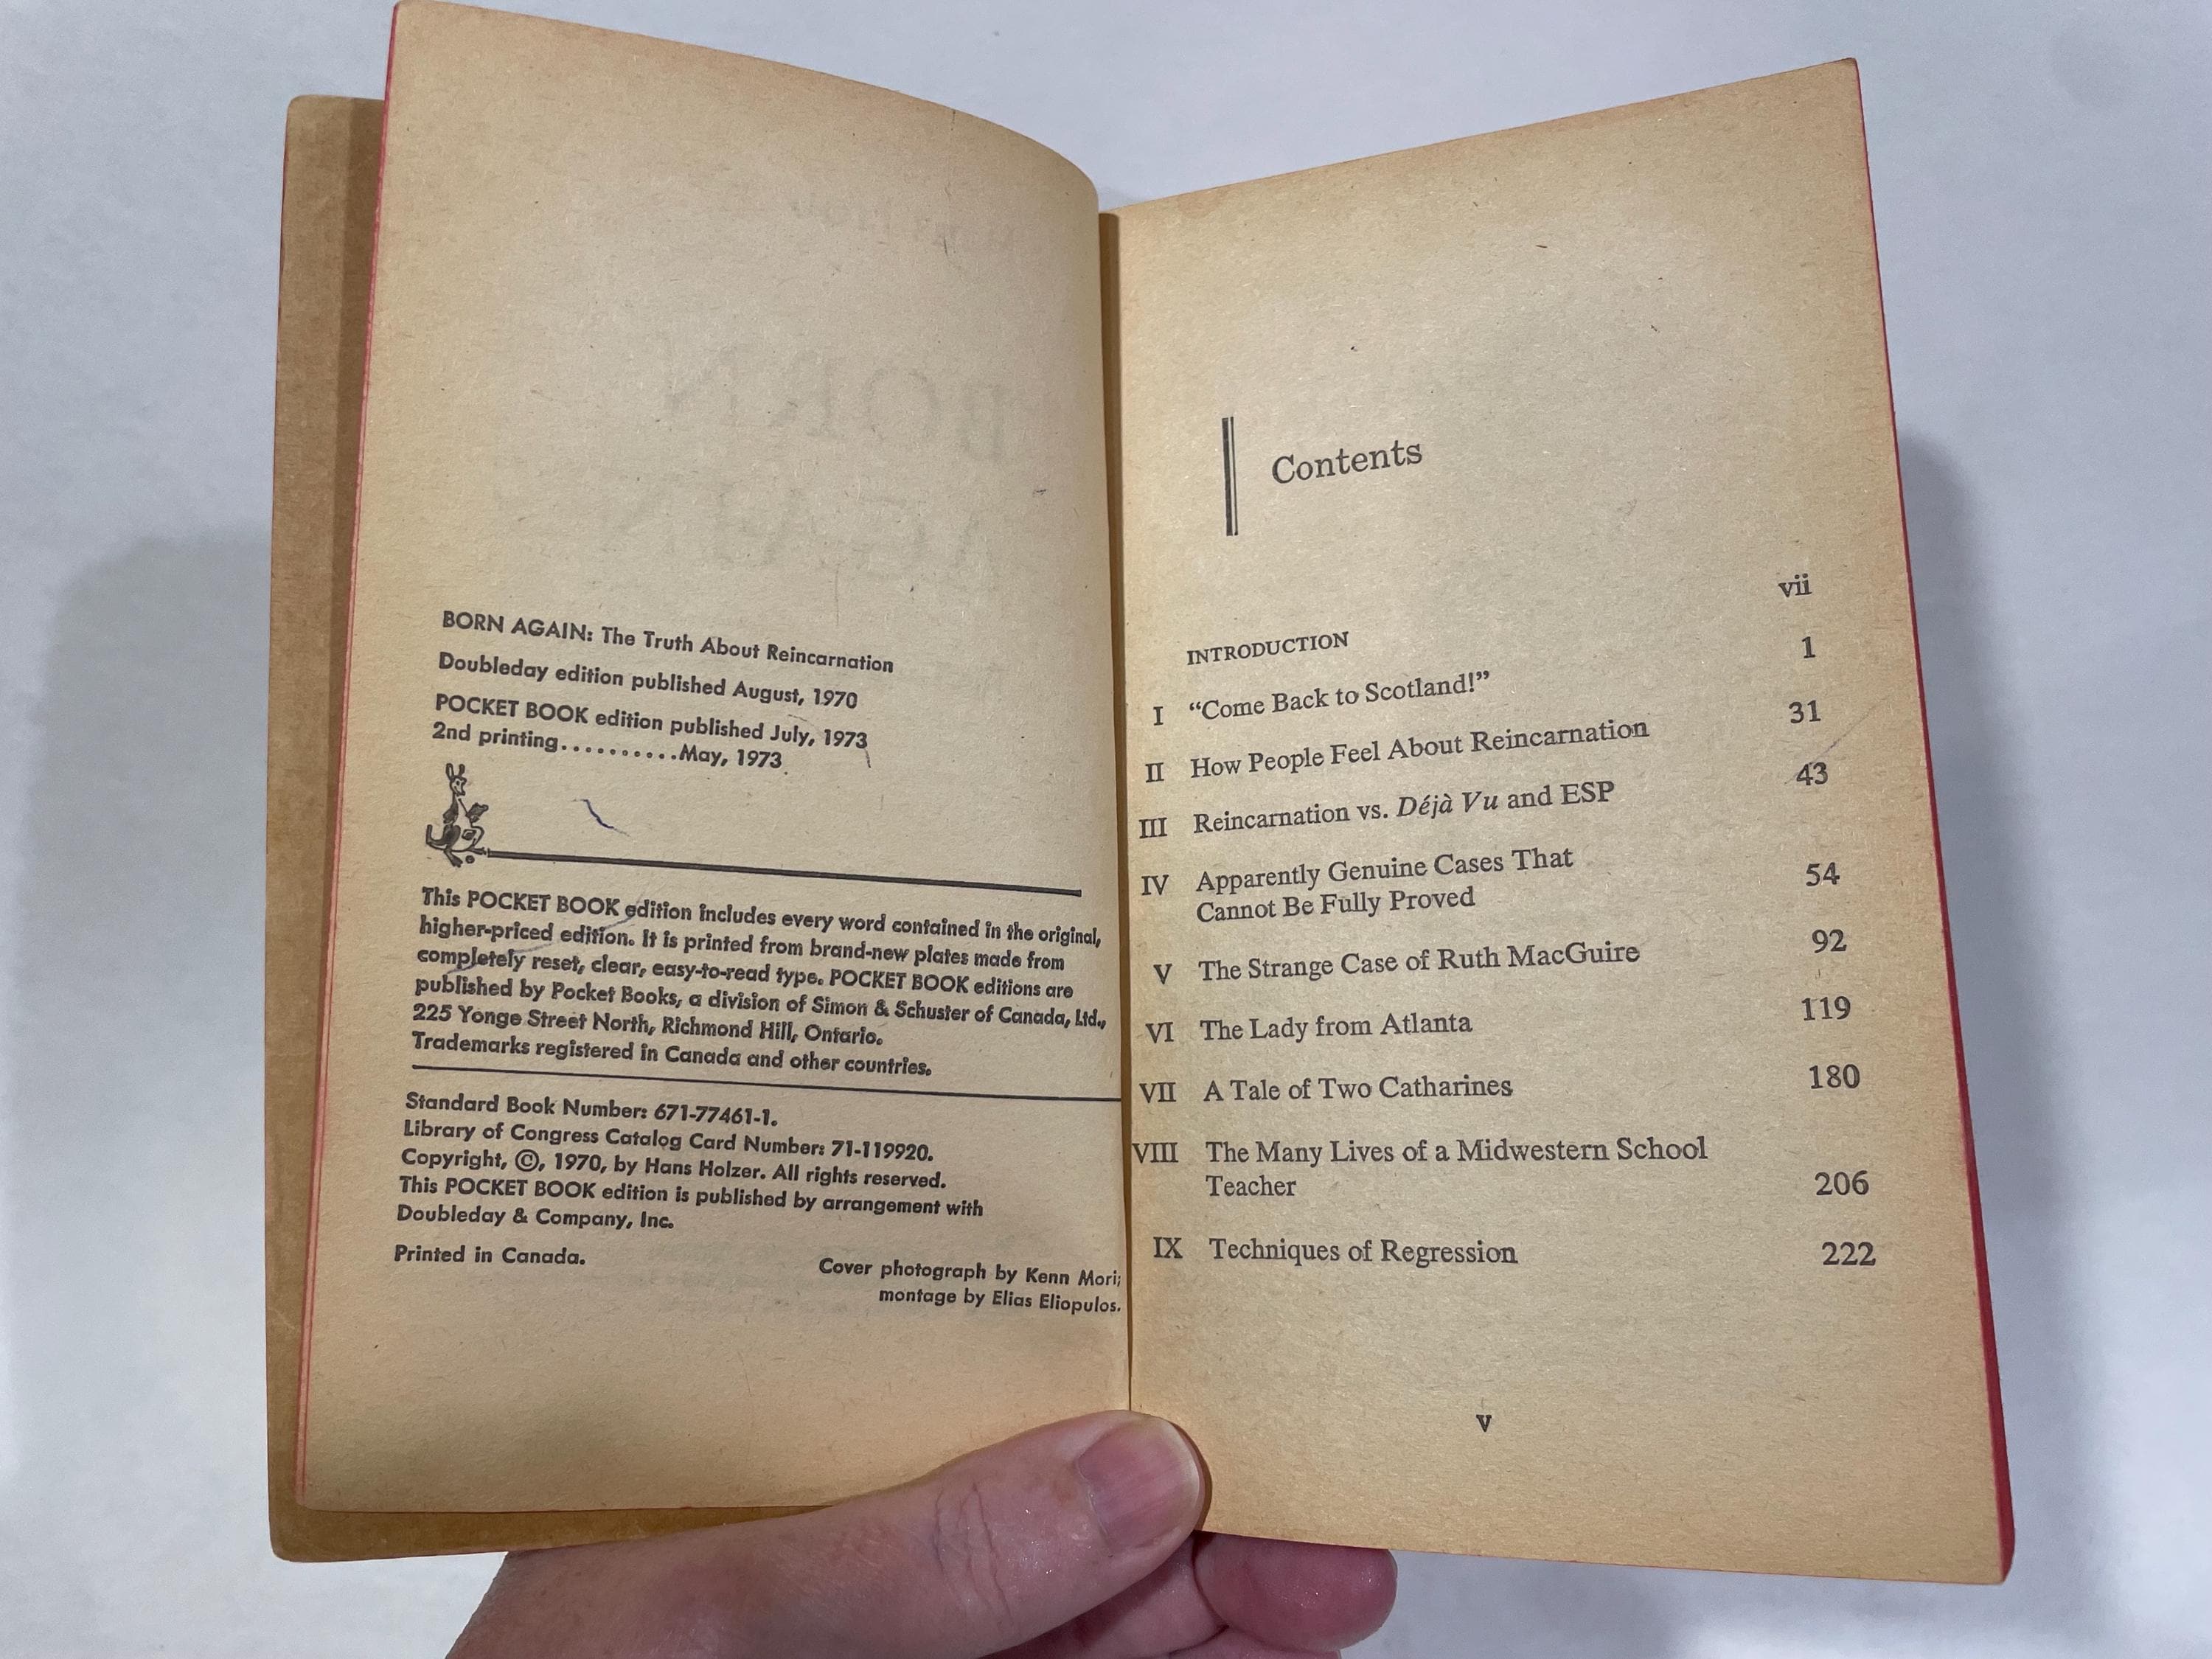 BORN AGAIN: The Truth About Reincarnation
Doubleday edition published August, 1970
POCKET BOOK edition published July, 1973
2nd printing..........May, 1973
This POCKET BOOK edition includes every word contained in the original,
higher-priced edition. It is printed from brand-new plates made from
completely reset, clear, easy-to-read type. POCKET BOOK editions are
published by Pocket Books, a division of Simon & Schuster of Canada, Ltd.,
225 Yonge Street North, Richmond Hill, Ontario.
Trademarks registered in Canada and other countries.
Standard Book Number: 671-77461-1.
Library of Congress Catalog Card Number: 71-119920.
Copyright, ©, 1970, by Hans Holzer. All rights reserved.
This POCKET BOOK edition is published by arrangement with
Doubleday & Company, Inc.
Printed in Canada.
Cover photograph by Kenn Mori;
montage by Elias Eliopulos.
Contents
INTRODUCTION vii
I "Come Back to Scotland!" 1
II How People Feel About Reincarnation 31
III Reincarnation vs. Déjà Vu and ESP 43
IV Apparently Genuine Cases That
Cannot Be Fully Proved 54
V The Strange Case of Ruth MacGuire 92
VI The Lady from Atlanta 119
VII A Tale of Two Catharines 180
VIII The Many Lives of a Midwestern School
Teacher 206
IX Techniques of Regression 222
v